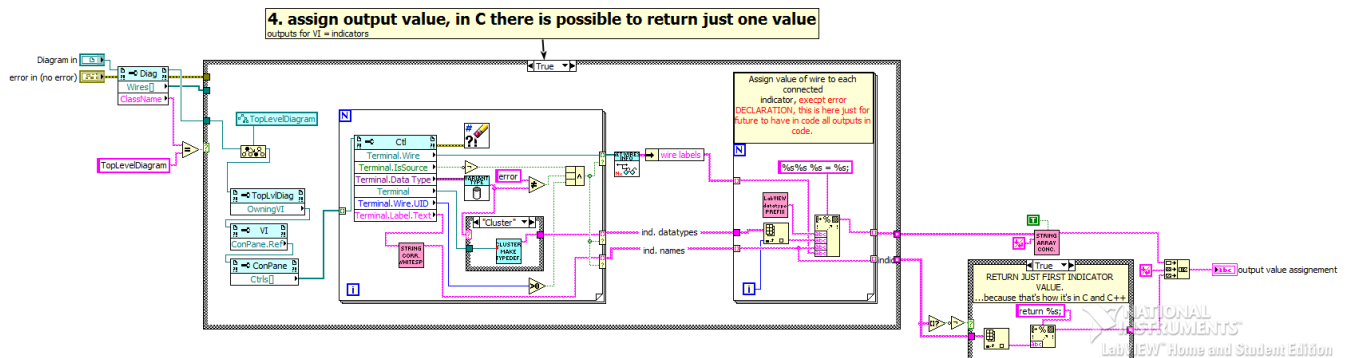 4. assign output value, in C there is possible to return just one value
outputs for VI = indicators
Diagram in
error in (no error)
Diag
Wires[]
ClassName
TopLevelDiagram
=
True
TopLevelDiagram
TopLvlDiag
OwningVI
VI
ConPane.Ref
ConPane
Ctrls[]
N
Ctl
Terminal.Wire
Terminal.IsSource
Terminal.Data Type
Terminal
Terminal.Wire.UID
Terminal.Label.Text
#
?!
VARIANT
TYPE
error
"Cluster"
CLUSTER
MAKE
TYPEDEF.
STRING
CORR.
WHITESP.
i
wire labels
ind. datatypes
ind. names
Assign value of wire to each
connected
indicator, execpt error
DECLARATION, this is here just for
future to have in code all outputs in
code.
N
%s%s %s = %s;
LabVIEW
datatype
PREFIX
i
indic
T
STRING
ARRAY
CONC.
True
RETURN JUST FIRST INDICATOR
VALUE.
...because that's how it's in C and C++
return %s;
abc
output value assignement
NATIONAL
INSTRUMENTS
LabVIEW Home and Student Edition